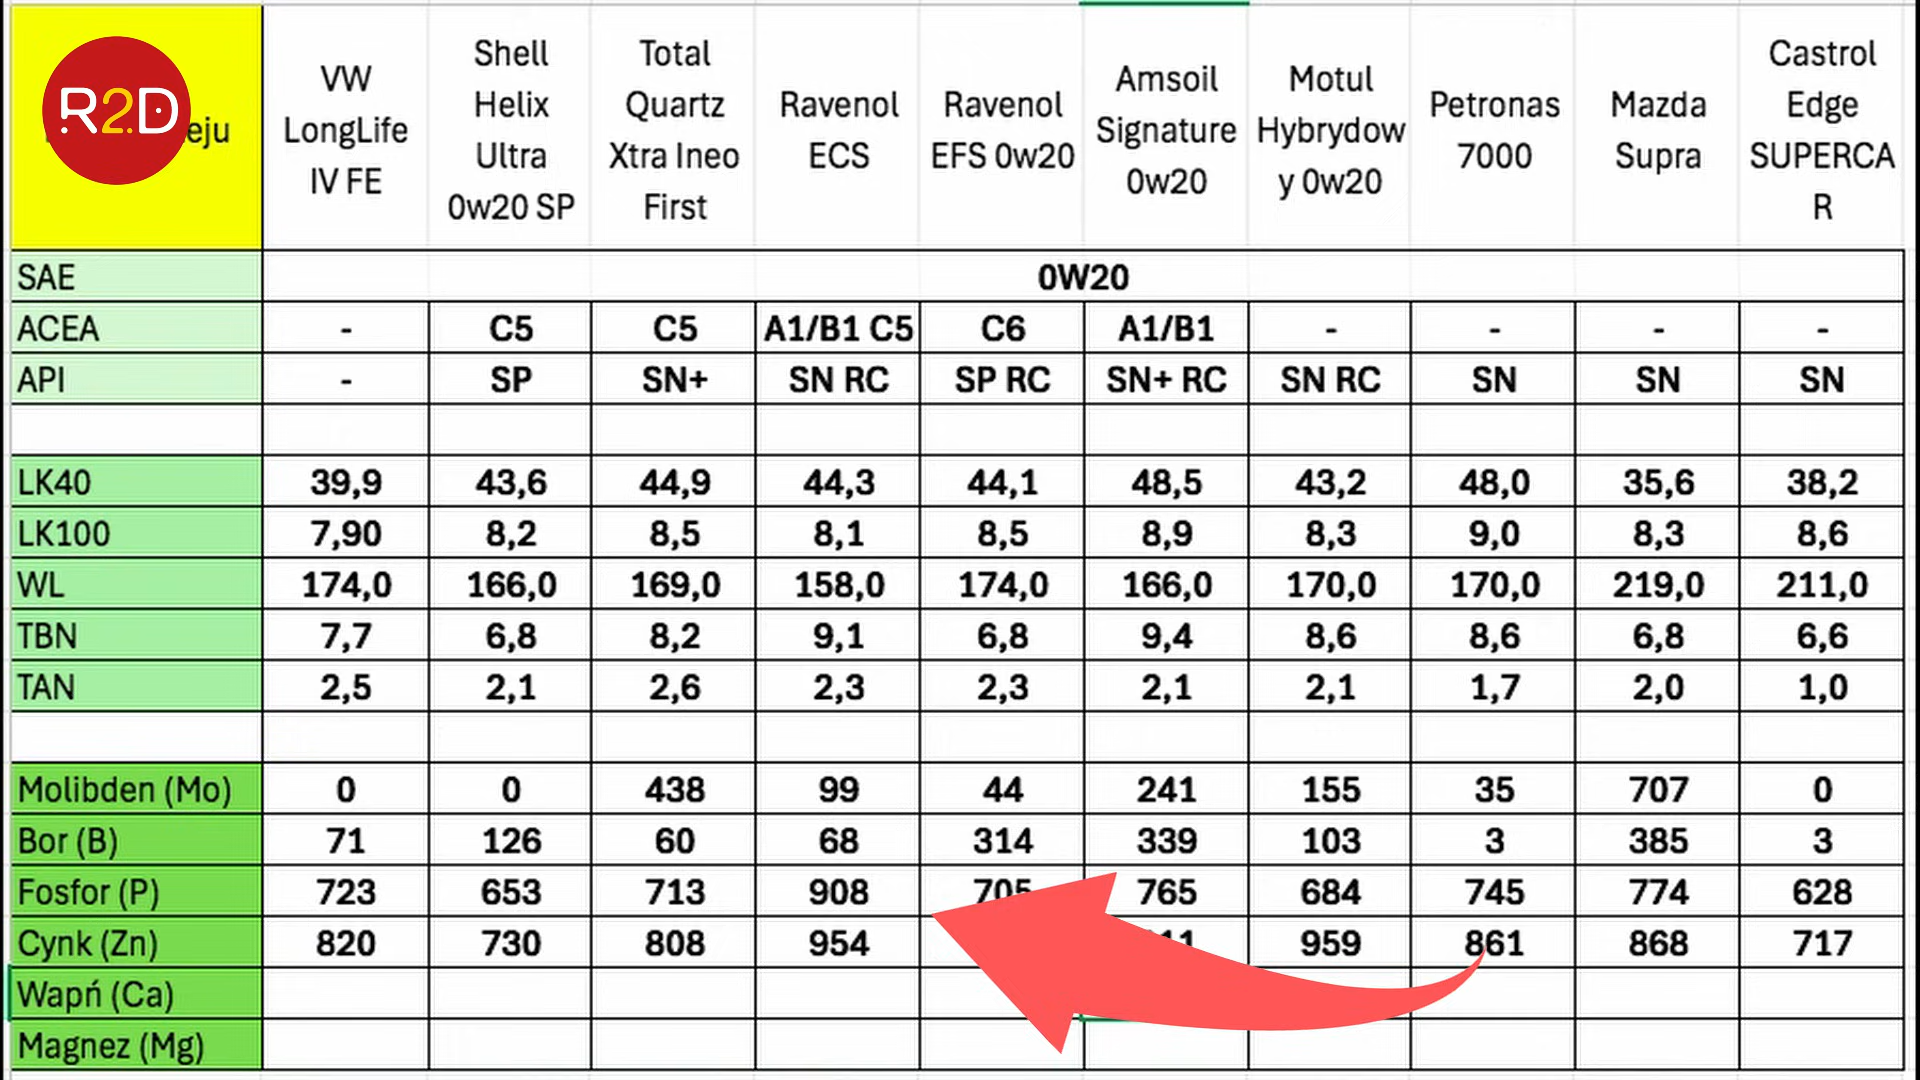 R2D
eju
VW LongLife IV FE
Shell Helix Ultra 0w20 SP
Total Quartz Xtra Ineo First
Ravenol ECS
Ravenol EFS 0w20
Amsoil Signature 0w20
Motul Hybrydowy 0w20
Petronas 7000
Mazda Supra
Castrol Edge SUPERCAR
SAE 0W20
ACEA - C5 C5 A1/B1 C5 C6 A1/B1 - - - -
API - SP SN+ SN RC SP RC SN+ RC SN RC SN SN SN
LK40 39,9 43,6 44,9 44,3 44,1 48,5 43,2 48,0 35,6 38,2
LK100 7,90 8,2 8,5 8,1 8,5 8,9 8,3 9,0 8,3 8,6
WL 174,0 166,0 169,0 158,0 174,0 166,0 170,0 170,0 219,0 211,0
TBN 7,7 6,8 8,2 9,1 6,8 9,4 8,6 8,6 6,8 6,6
TAN 2,5 2,1 2,6 2,3 2,3 2,1 2,1 1,7 2,0 1,0
Molibden (Mo) 0 0 438 99 44 241 155 35 707 0
Bor (B) 71 126 60 68 314 339 103 3 385 3
Fosfor (P) 723 653 713 908 705 765 684 745 774 628
Cynk (Zn) 820 730 808 954 959 861 868 717
Wapń (Ca)
Magnez (Mg)